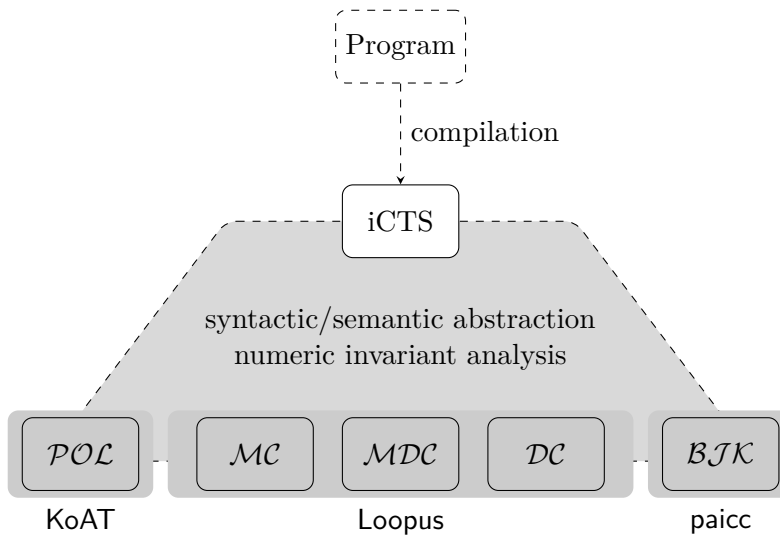 Program
compilation
iCTS
syntactic/semantic abstraction
numeric invariant analysis
POL MC MDC DC BJK
KoAT Loopus paicc